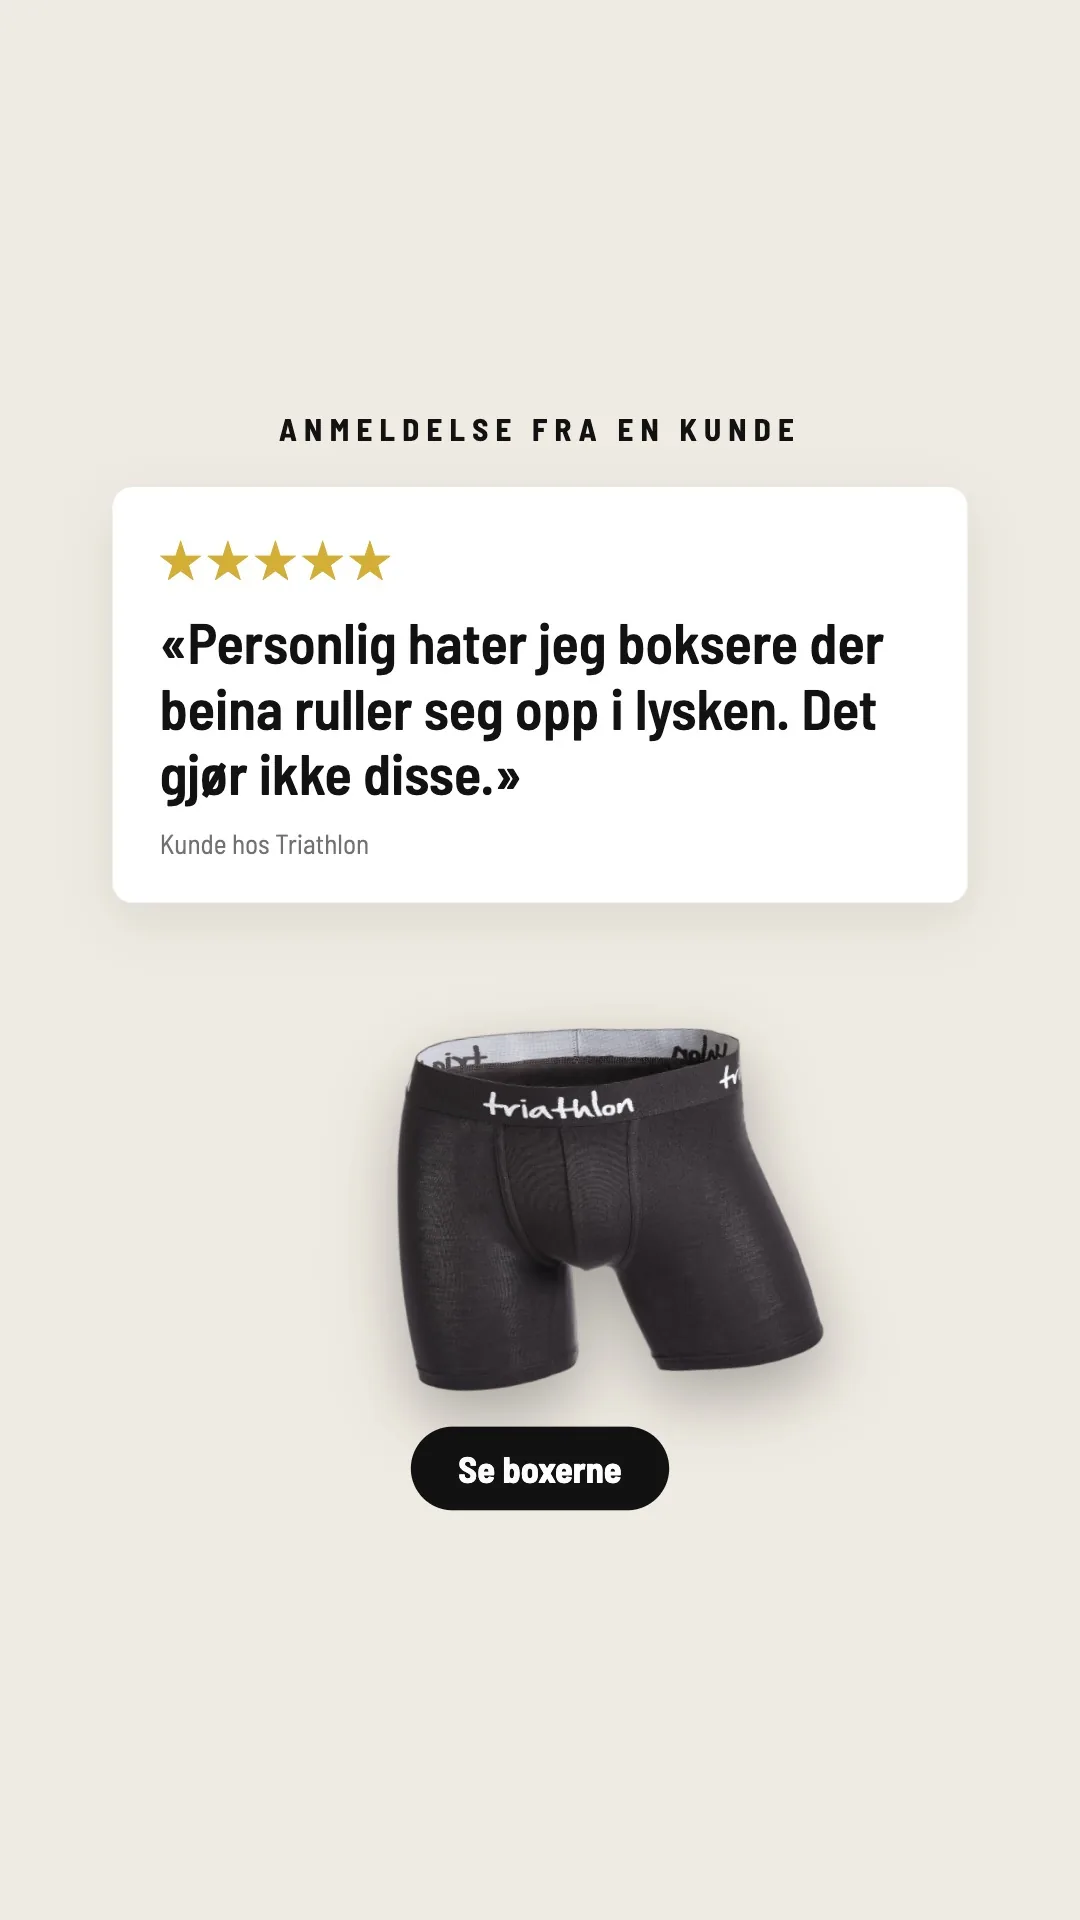 ANMELDELSE FRA EN KUNDE
«Personlig hater jeg boksere der
beina ruller seg opp i lysken. Det
gjør ikke disse.»
Kunde hos Triathlon
triathlon
Se boxerne